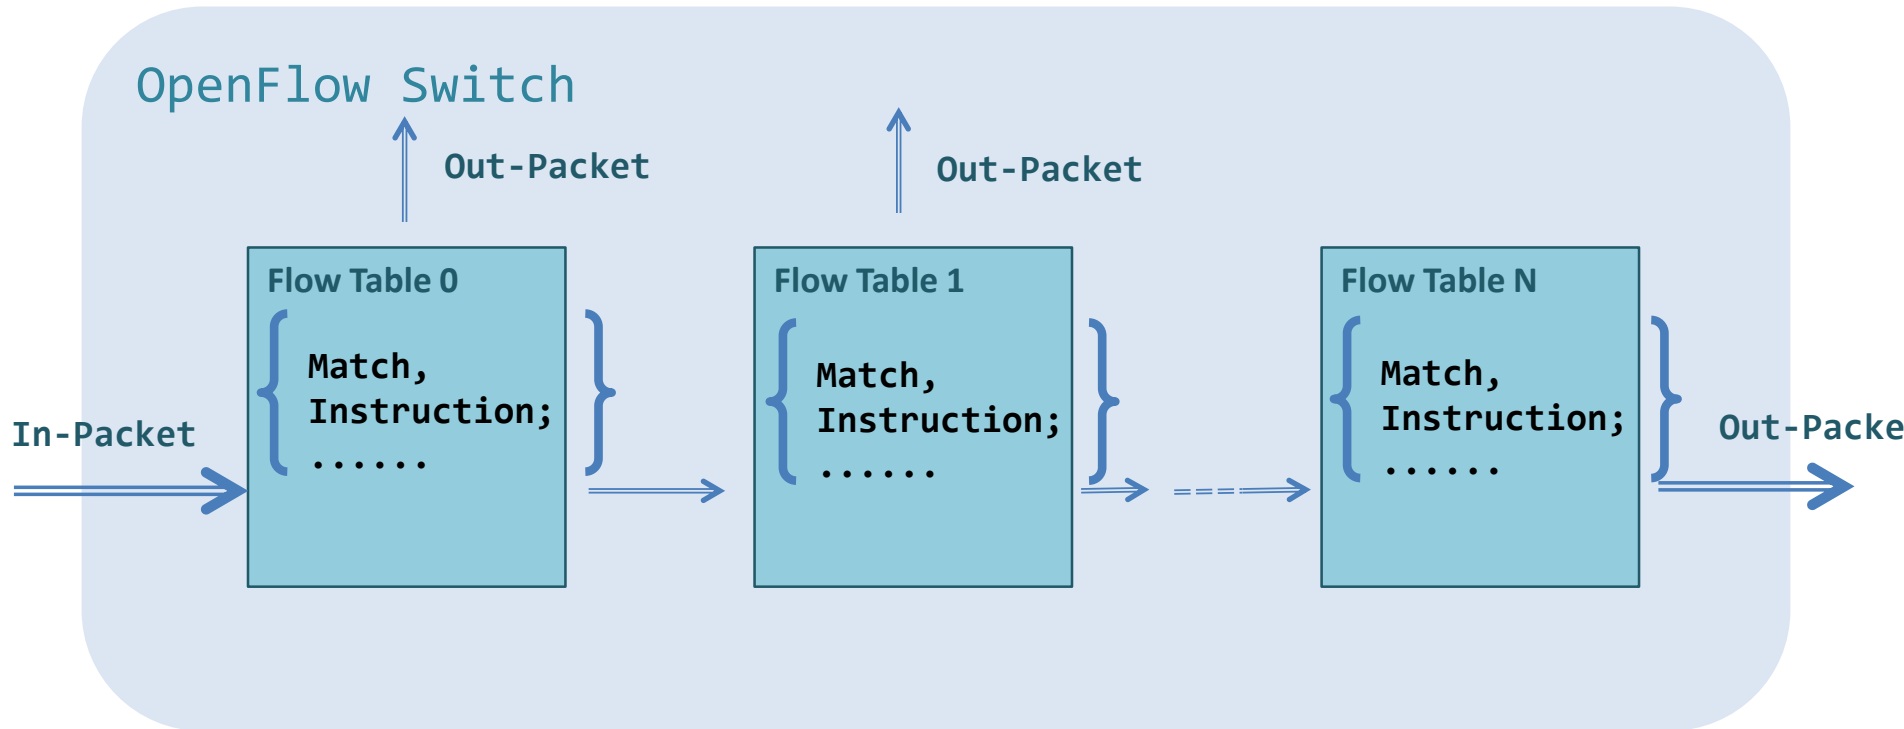 OpenFlow Switch
Out-Packet
Out-Packet
Flow Table 0
Match,
Instruction;
......
Flow Table 1
Match,
Instruction;
......
Flow Table N
Match,
Instruction;
......
In-Packet
Out-Packe